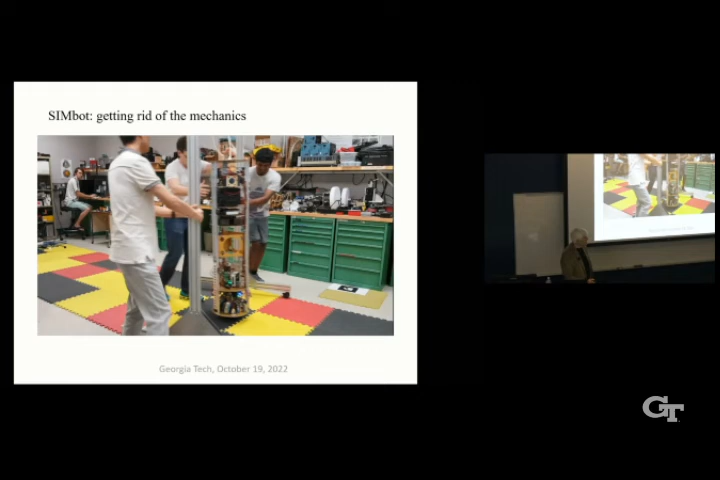 SIMbot: getting rid of the mechanics
Georgia Tech, October 19, 2022
GT